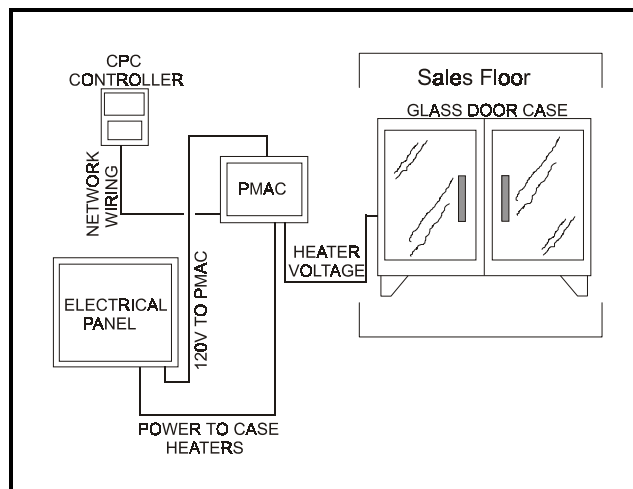 CPC
CONTROLLER
Sales Floor
GLASS DOOR CASE
NETWORK
WIRING
PMAC
HEATER
VOLTAGE
ELECTRICAL
PANEL
120V TO PMAC
POWER TO CASE
HEATERS